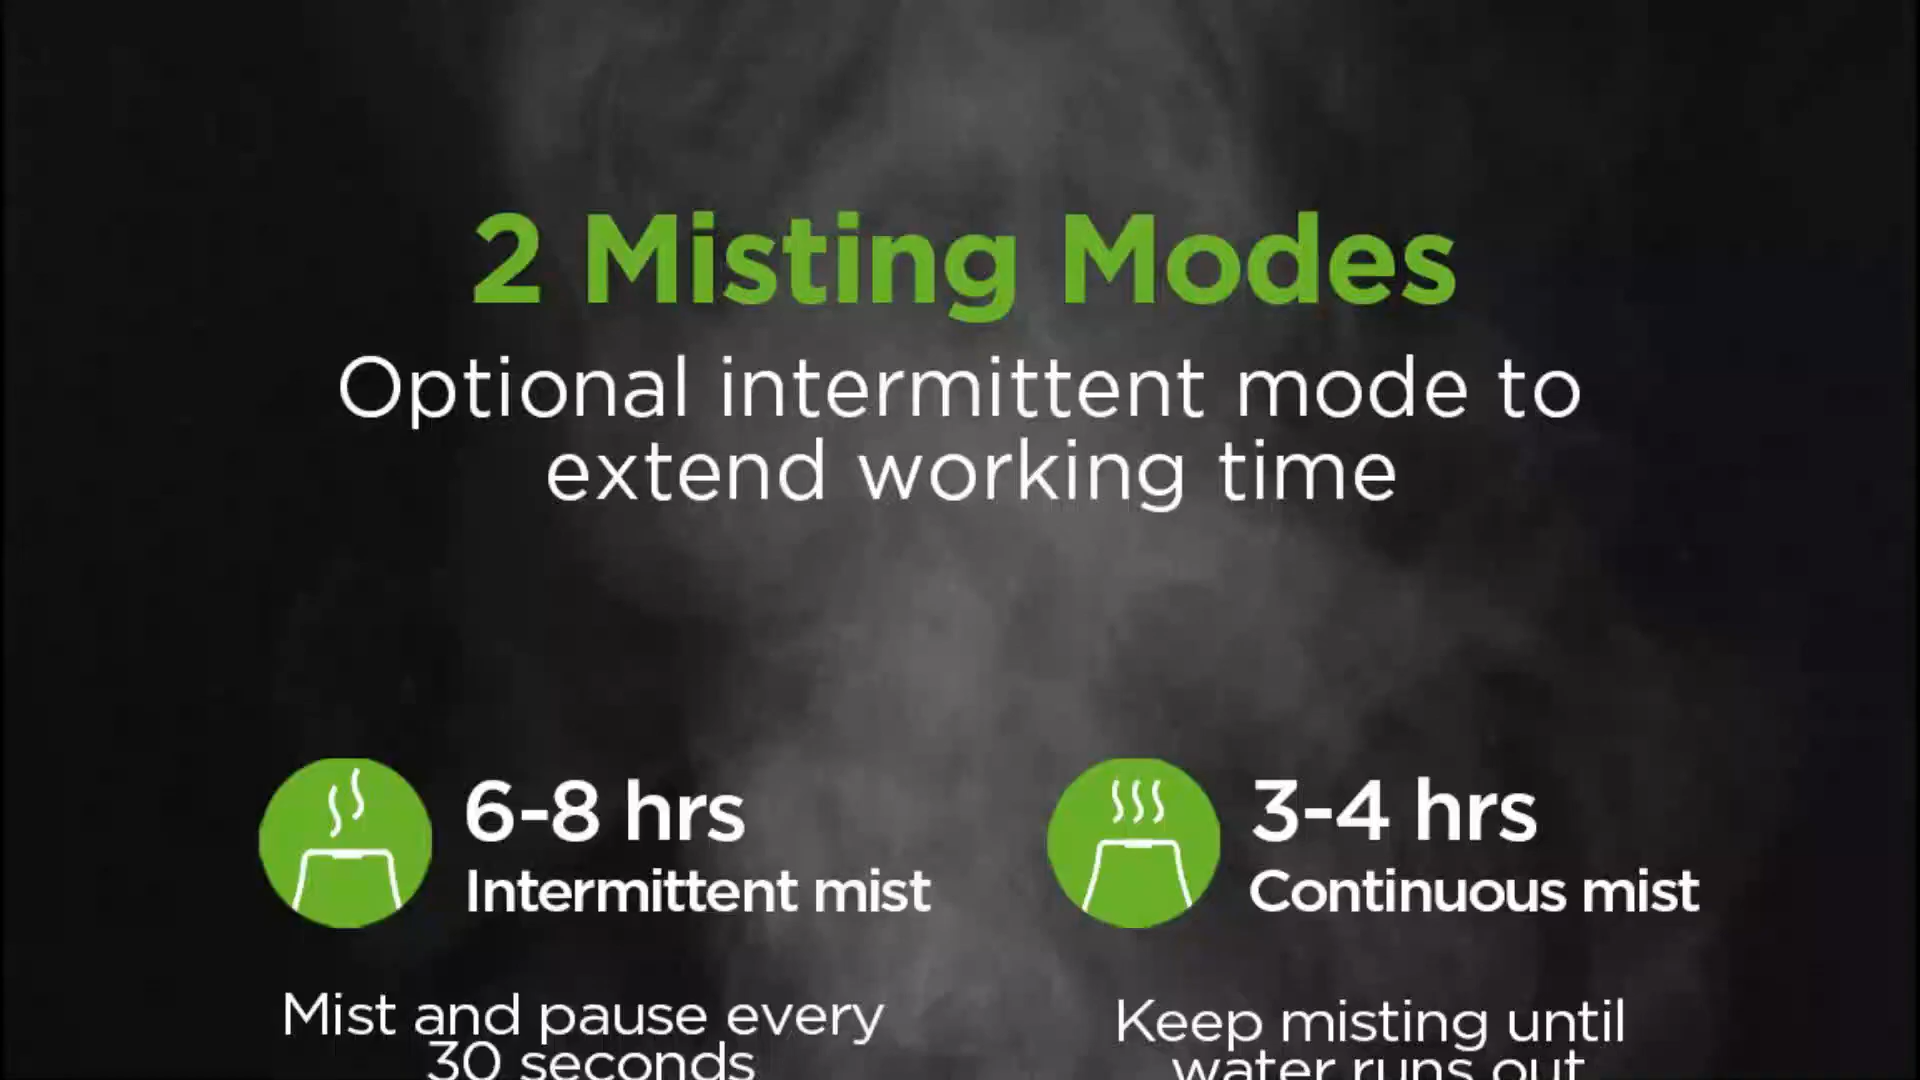 2 Misting Modes
Optional intermittent mode to
extend working time
6-8 hrs
Intermittent mist
Mist and pause every
30 seconds
3-4 hrs
Continuous mist
Keep misting until
water runs out